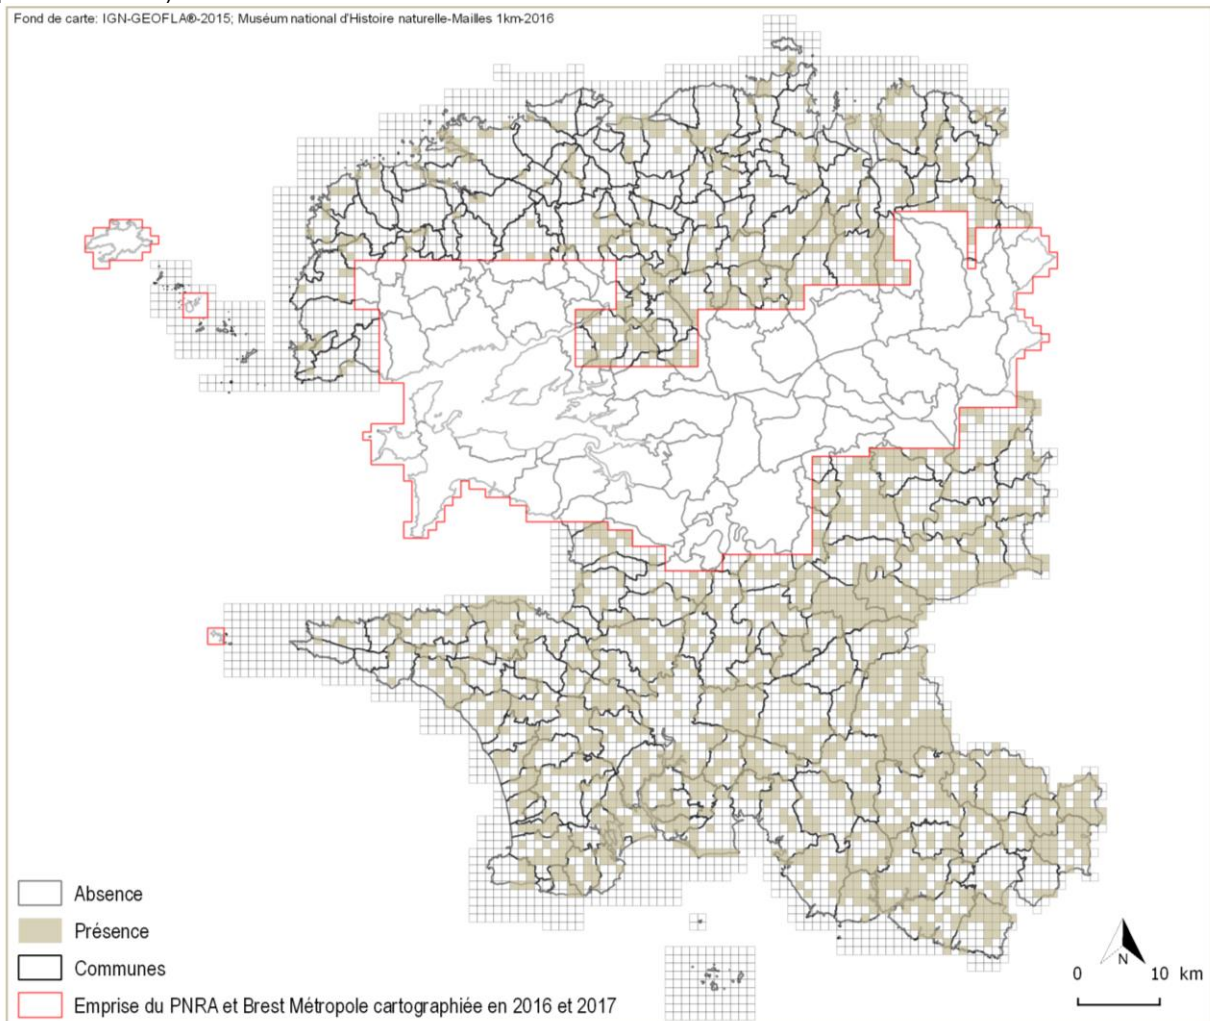 Fond de carte: IGN-GEOFLA®-2015; Muséum national d'Histoire naturelle-Mailles 1km-2016
Absence
Présence
Communes
Emprise du PNRA et Brest Métropole cartographiée en 2016 et 2017
N
0 10 km